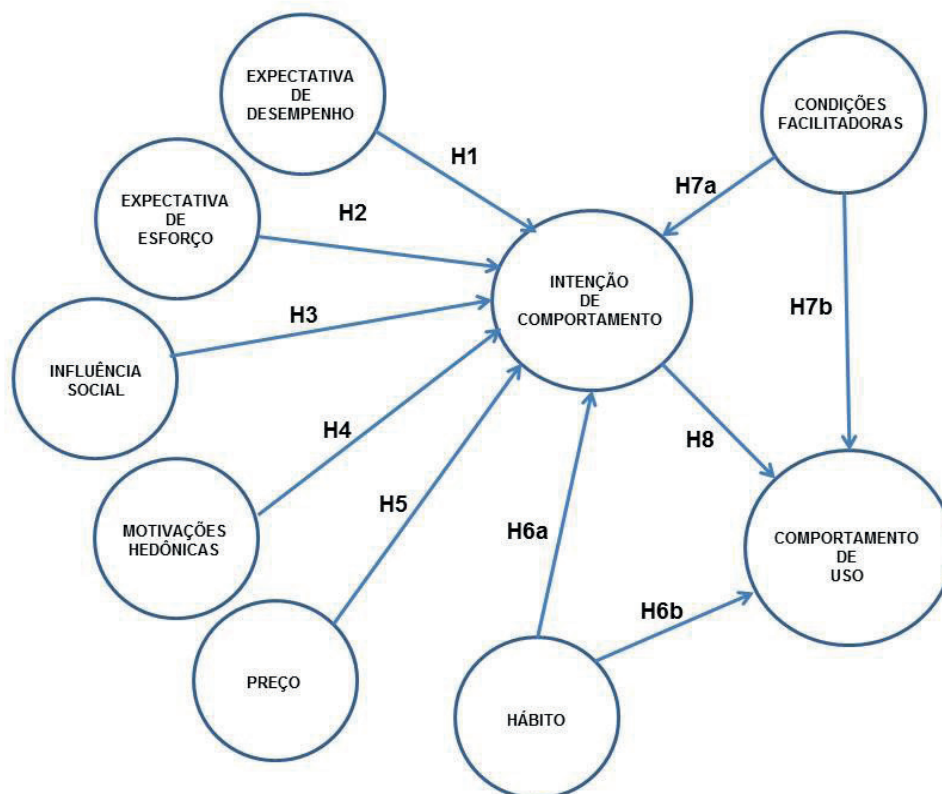 EXPECTATIVA
DE
DESEMPENHO
CONDIÇÕES
FACILITADORAS
H1
H7a
EXPECTATIVA
DE
ESFORÇO
H2
INTENÇÃO
DE
COMPORTAMENTO
H3
H7b
INFLUÊNCIA
SOCIAL
H4
H8
MOTIVAÇÕES
HEDÔNICAS
H5
H6a
COMPORTAMENTO
DE
USO
H6b
PREÇO
HÁBITO